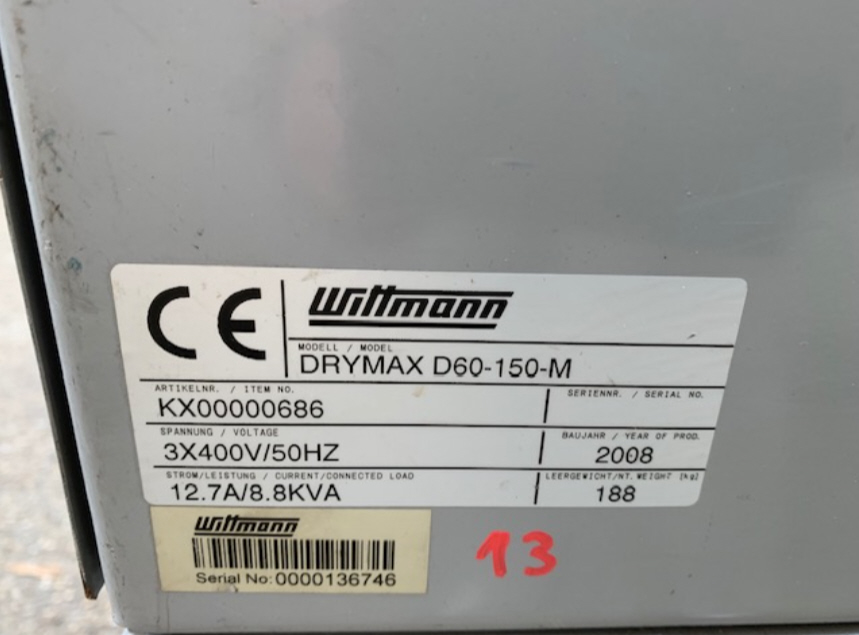 CE
Wittmann
MODELL / MODEL
DRYMAX D60-150-M
ARTIKELNR. / ITEM NO.
KX00000686
SERIENNR. / SERIAL NO.
SPANNUNG / VOLTAGE
3X400V/50HZ
BAUJAHR / YEAR OF PROD.
2008
STROM/LEISTUNG / CURRENT/CONNECTED LOAD
12.7A/8.8KVA
LEERGEWICHT/NT. WEIGHT [kg]
188
Wittmann
Serial No: 0000136746
13